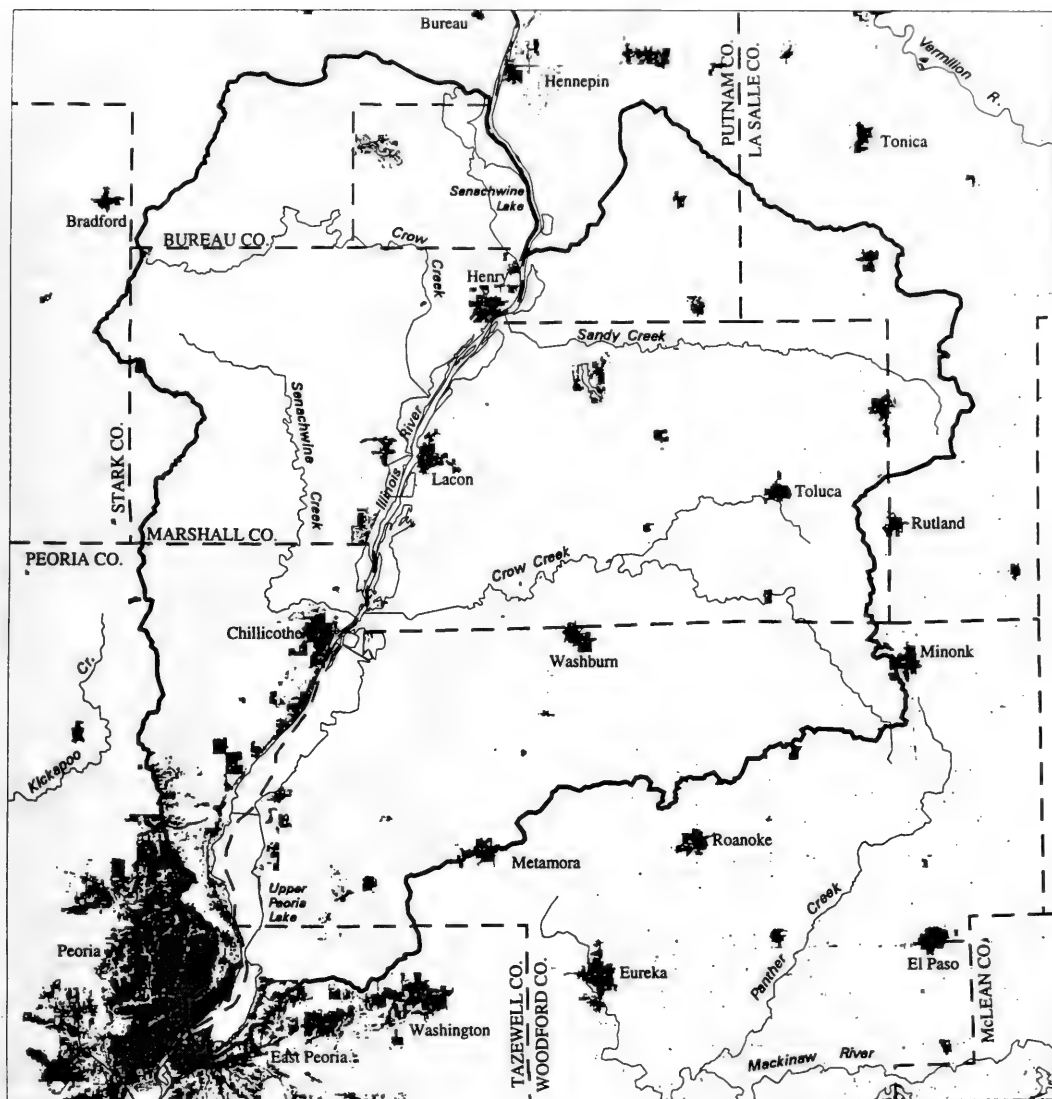 Bureau
Hennepin
Vermilion
R.
PUTNAM CO.
LA SALLE CO.
Tonica
Senachwine
Lake
Bradford
BUREAU CO.
Crow
Creek
Henry
Sandy Creek
Senachwine
Creek
Illinois
River
STARK CO.
Lacon
Toluca
Rutland
MARSHALL CO.
PEORIA CO.
Crow Creek
Chillicothe
Washburn
Minonk
Kickapoo
Cr.
Roanoke
Metamora
Upper
Peoria
Lake
Panther
Creek
Peoria
El Paso
Eureka
McLEAN CO.
Washington
TAZEWELL CO.
WOODFORD CO.
East Peoria
Mackinaw River